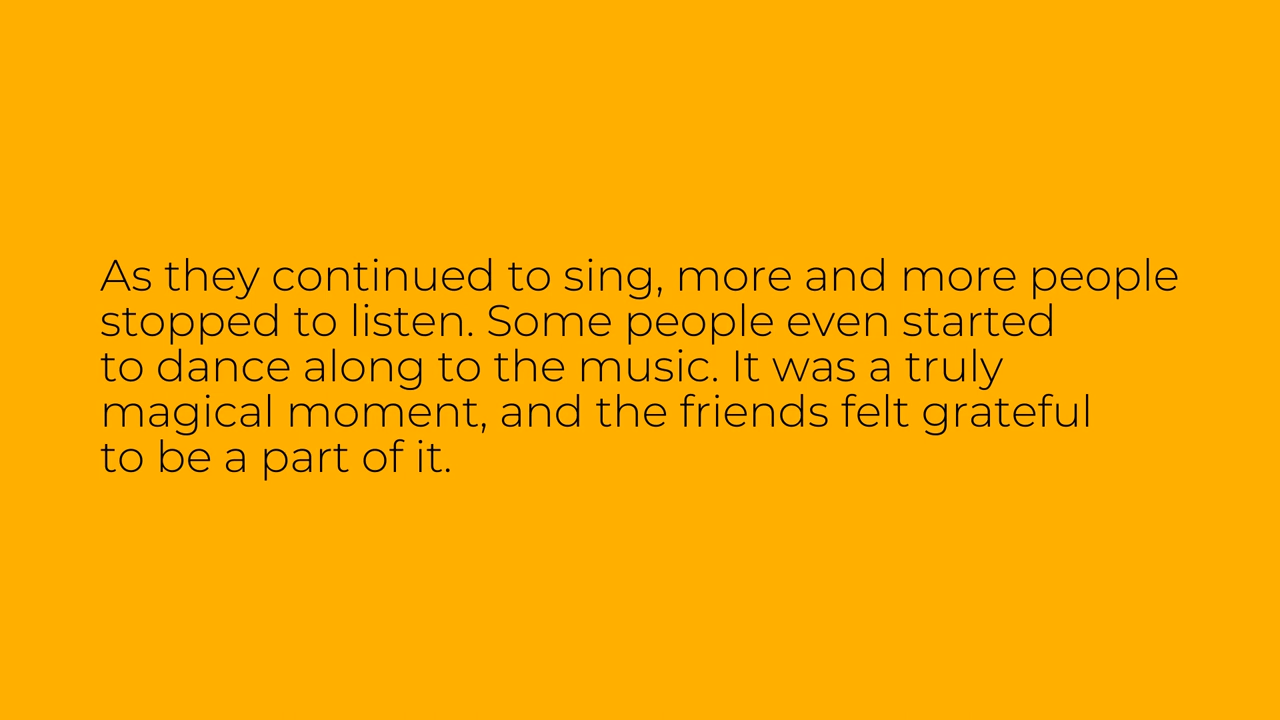 As they continued to sing, more and more people
stopped to listen. Some people even started
to dance along to the music. It was a truly
magical moment, and the friends felt grateful
to be a part of it.